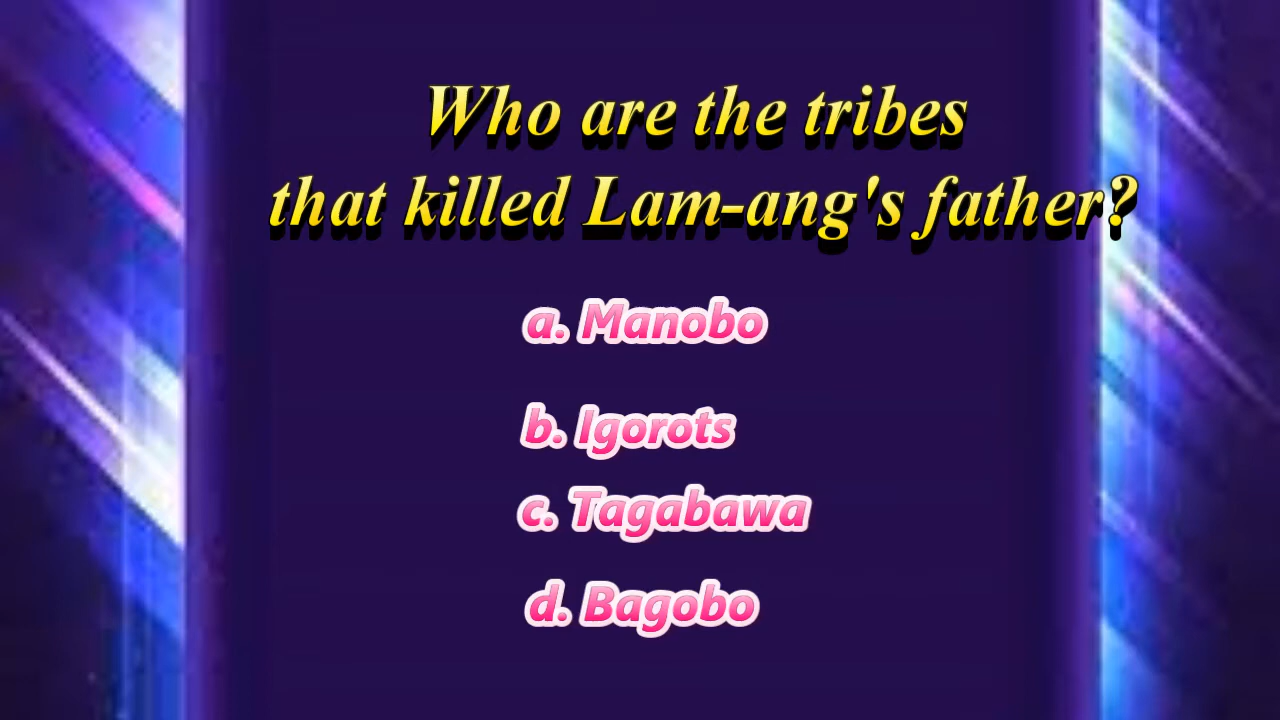 Who are the tribes
that killed Lam-ang's father?
a. Manobo
b. Igorots
c. Tagabawa
d. Bagobo